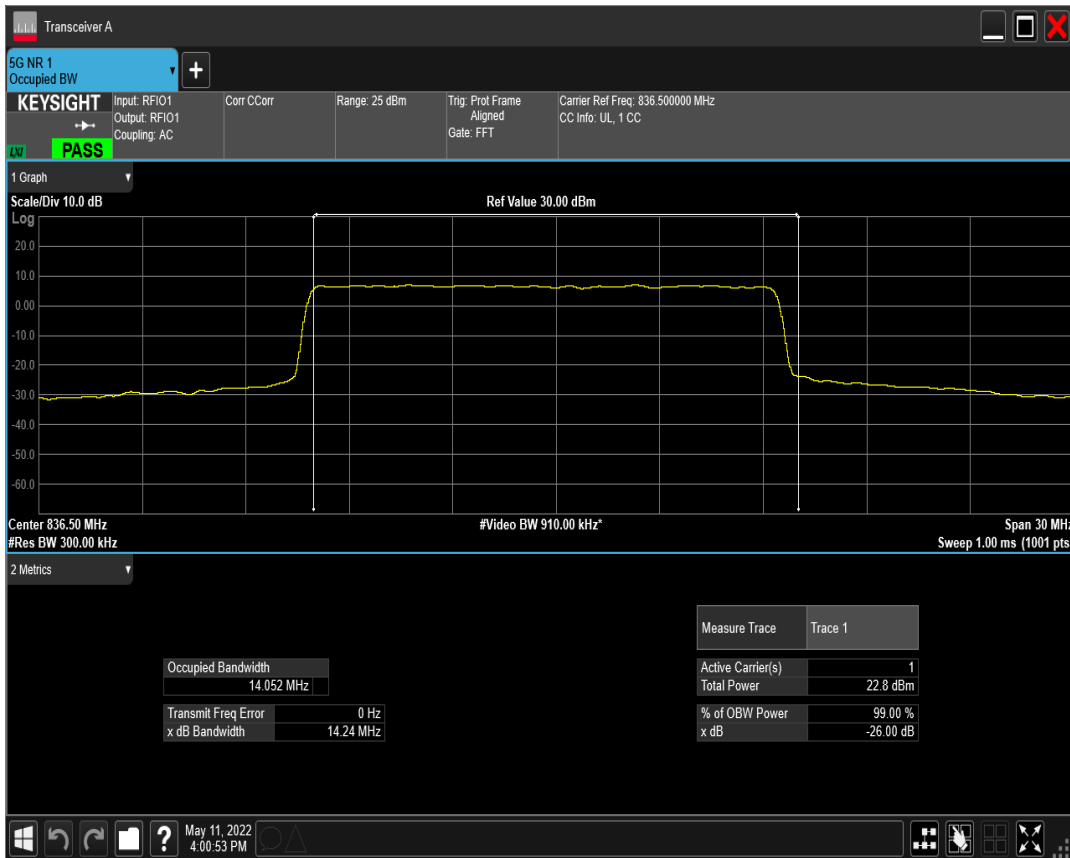 Transceiver A
5G NR 1
Occupied BW
+
KEYSIGHT
LXI
PASS
Input: RFIO1
Output: RFIO1
Coupling: AC
Corr CCorr
Range: 25 dBm
Trig: Prot Frame
Aligned
Gate: FFT
Carrier Ref Freq: 836.500000 MHz
CC Info: UL, 1 CC
1 Graph
Scale/Div 10.0 dB
Ref Value 30.00 dBm
Log
20.0
10.0
0.00
-10.0
-20.0
-30.0
-40.0
-50.0
-60.0
Center 836.50 MHz
#Video BW 910.00 kHz*
Span 30 MHz
#Res BW 300.00 kHz
Sweep 1.00 ms (1001 pts
2 Metrics
Measure Trace Trace 1
Occupied Bandwidth
14.052 MHz
Active Carrier(s) 1
Total Power 22.8 dBm
Transmit Freq Error 0 Hz
x dB Bandwidth 14.24 MHz
% of OBW Power 99.00 %
x dB -26.00 dB
?
May 11, 2022
4:00:53 PM